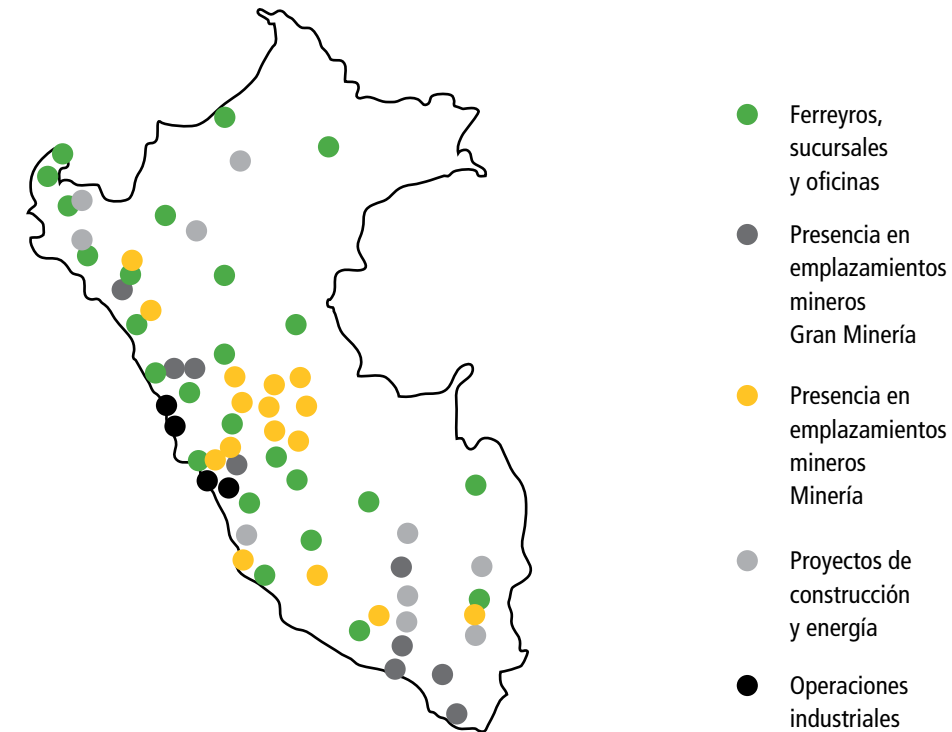 Ferreyros,
sucursales
y oficinas
Presencia en
emplazamientos
mineros
Gran Minería
Presencia en
emplazamientos
mineros
Minería
Proyectos de
construcción
y energía
Operaciones
industriales